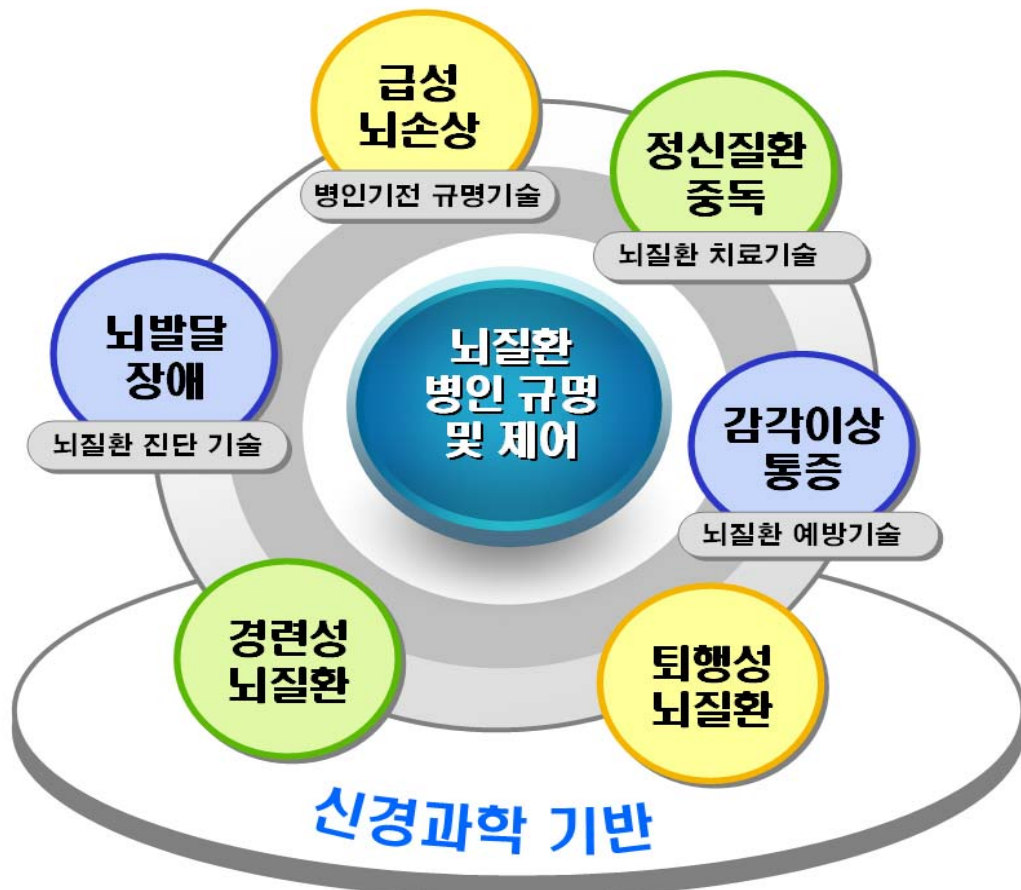 급성
뇌손상
병인기전 규명기술
정신질환
중독
뇌질환 치료기술
뇌발달
장애
뇌질환 진단 기술
뇌질환
병인 규명
및 제어
감각이상
통증
뇌질환 예방기술
경련성
뇌질환
퇴행성
뇌질환
신경과학 기반